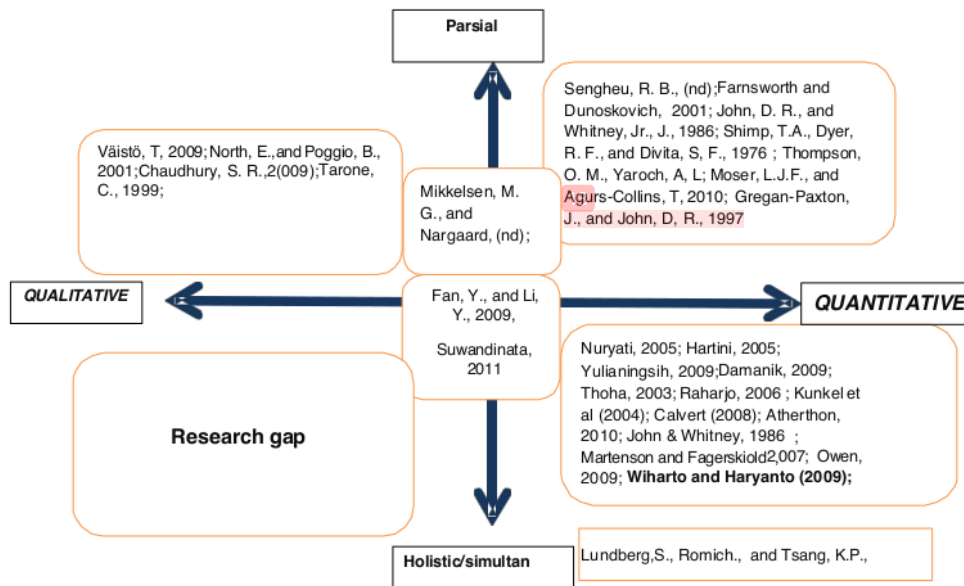 Parsial
Sengheu, R. B., (nd);Farnsworth and
Dunoskovich, 2001; John, D. R., and
Whitney, Jr., J., 1986; Shimp, T.A., Dyer,
R. F., and Divita, S, F., 1976 ; Thompson,
O. M., Yaroch, A, L; Moser, L.J.F., and
Agurs-Collins, T, 2010; Gregan-Paxton,
J., and John, D, R., 1997
Väistö, T, 2009;North, E.,and Poggio, B.,
2001;Chaudhury, S. R.,2(009);Tarone,
C., 1999;
Mikkelsen, M.
G., and
Nargaard, (nd);
QUALITATIVE
Fan, Y., and Li,
Y., 2009,
Suwandinata,
2011
QUANTITATIVE
Nuryati, 2005; Hartini, 2005;
Yulianingsih, 2009;Damanik, 2009;
Thoha, 2003; Raharjo, 2006 ; Kunkel et
al (2004); Calvert (2008); Atherthon,
2010; John & Whitney, 1986 ;
Martenson and Fagerskiold2,007; Owen,
2009; Wiharto and Haryanto (2009);
Research gap
Holistic/simultan
Lundberg,S., Romich., and Tsang, K.P.,